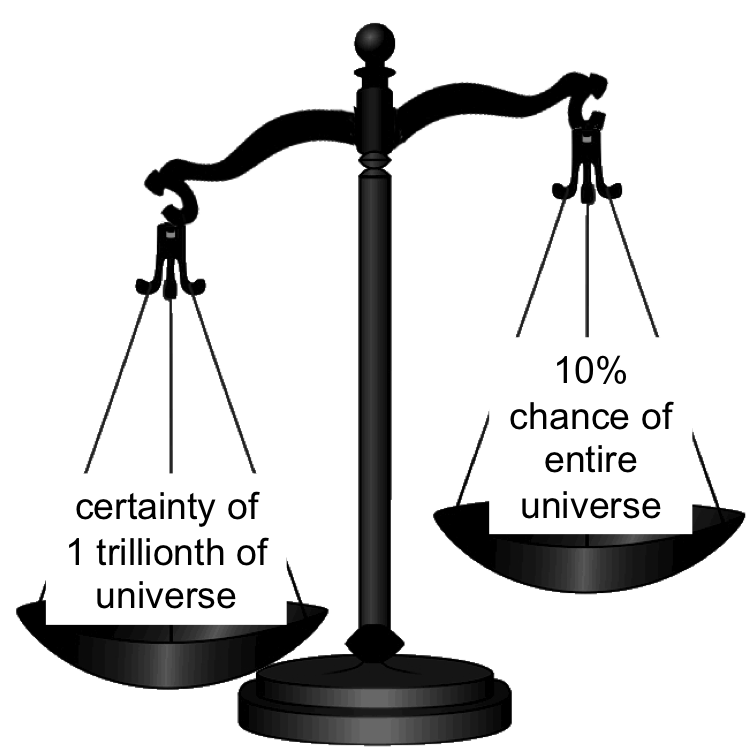 certainty of
1 trillionth of
universe
10%
chance of
entire
universe